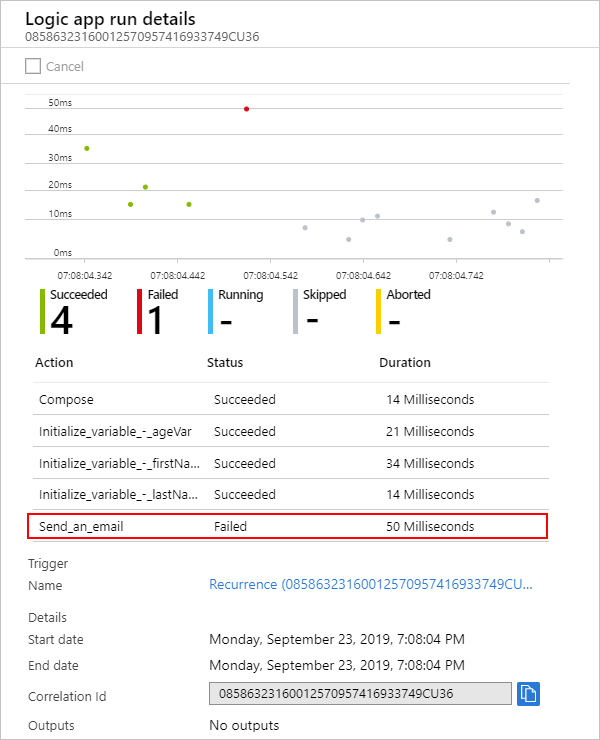 Logic app run details
08586323160012570957416933749CU36
Cancel
50ms
40ms
30ms
20ms
10ms
0ms
07:08:04.342 07:08:04.442 07:08:04.542 07:08:04.642 07:08:04.742
Succeeded Failed Running Skipped Aborted
4 1 - - -
Action Status Duration
Compose Succeeded 14 Milliseconds
Initialize_variable_-_ageVar Succeeded 21 Milliseconds
Initialize_variable_-_firstNa... Succeeded 34 Milliseconds
Initialize_variable_-_lastNa... Succeeded 14 Milliseconds
Send_an_email Failed 50 Milliseconds
Trigger
Name Recurrence (08586323160012570957416933749CU...
Details
Start date Monday, September 23, 2019, 7:08:04 PM
End date Monday, September 23, 2019, 7:08:04 PM
Correlation Id 08586323160012570957416933749CU36
Outputs No outputs